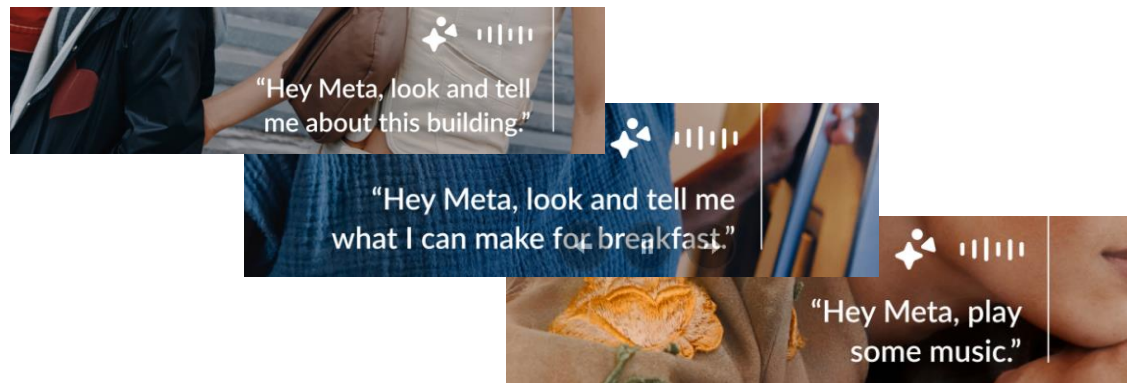 “Hey Meta, look and tell
me about this building.”
“Hey Meta, look and tell me
what I can make for breakfast.”
“Hey Meta, play
some music.”